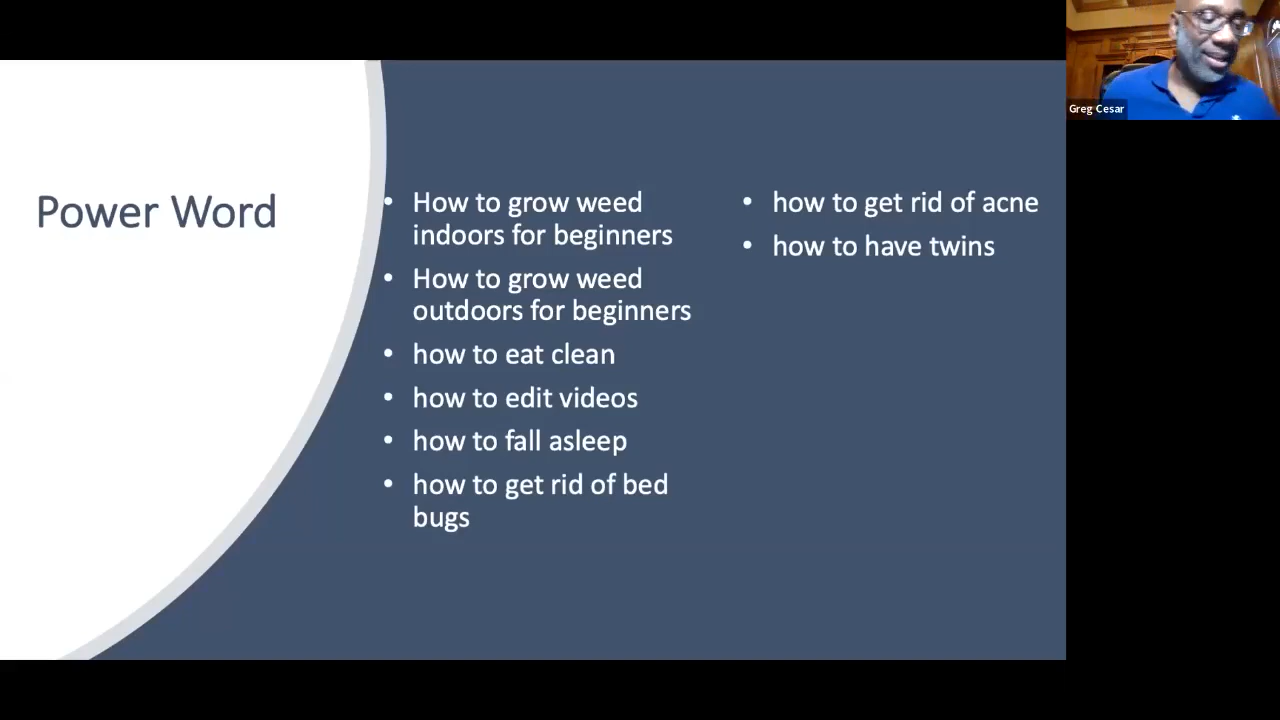 Power Word
• How to grow weed
indoors for beginners
• How to grow weed
outdoors for beginners
• how to eat clean
• how to edit videos
• how to fall asleep
• how to get rid of bed
bugs
• how to get rid of acne
• how to have twins
Greg Cesar